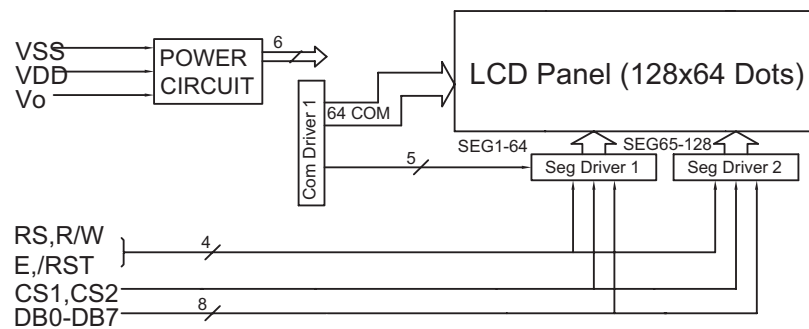 VSS
VDD
Vo
POWER
CIRCUIT
6
LCD Panel (128x64 Dots)
Com Driver 1
64 COM
5
SEG1-64
SEG65-128
Seg Driver 1
Seg Driver 2
RS,R/W
E,/RST
4
CS1,CS2
DB0-DB7
8